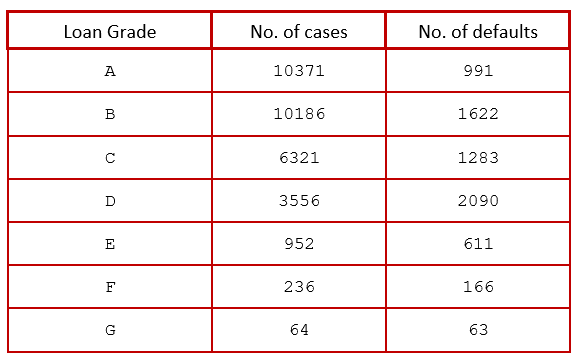 Loan Grade No. of cases No. of defaults
A 10371 991
B 10186 1622
C 6321 1283
D 3556 2090
E 952 611
F 236 166
G 64 63